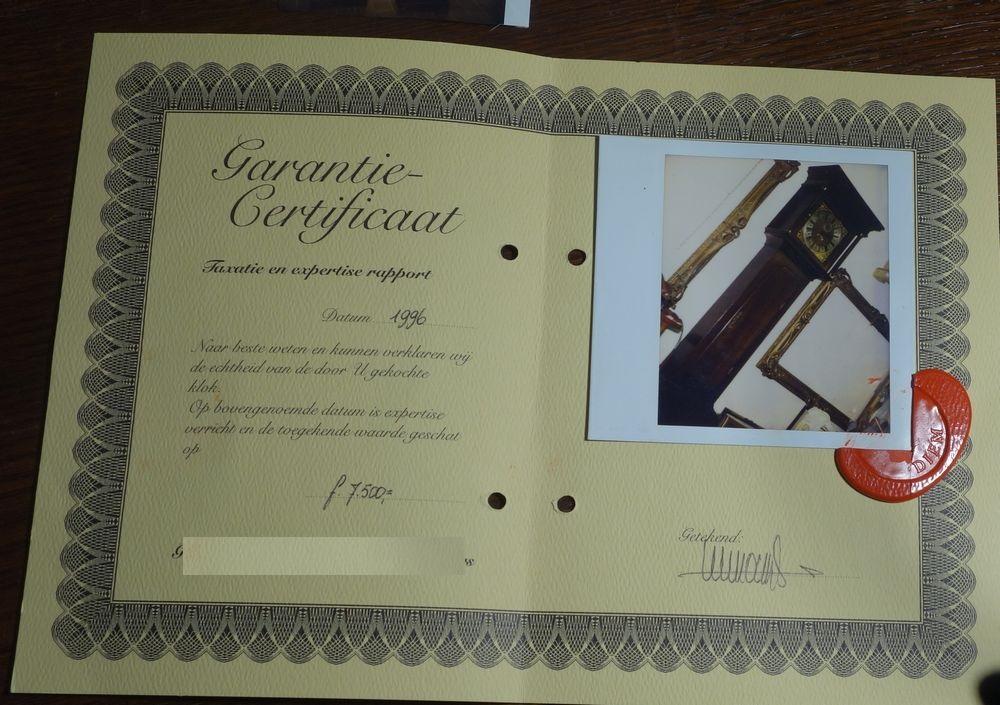 Garantie-
Certificaat
Taxatie en expertise rapport
Datum 1996
Naar beste weten en kunnen verklaren wij
de echtheid van de door U gekochte
klok.
Op bovengenoemde datum is expertise
verricht en de toegekende waarde geschat
op
f 7.500,=
Getekend:
DIEM